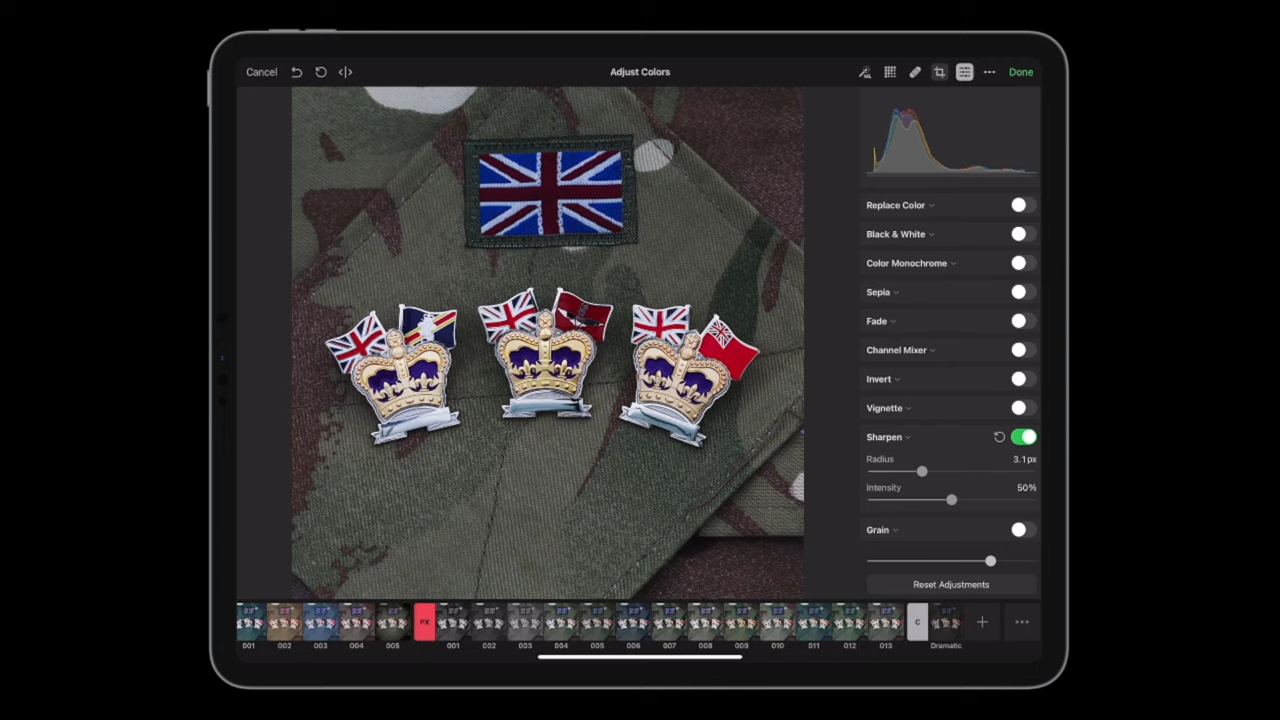 Cancel
Adjust Colors
Done
Replace Color
Black & White
Color Monochrome
Sepia
Fade
Channel Mixer
Invert
Vignette
Sharpen
Radius 3.1px
Intensity 50%
Grain
Reset Adjustments
PX
C
001 002 003 004 005 001 002 003 004 005 006 007 008 009 010 011 012 013 Dramatic